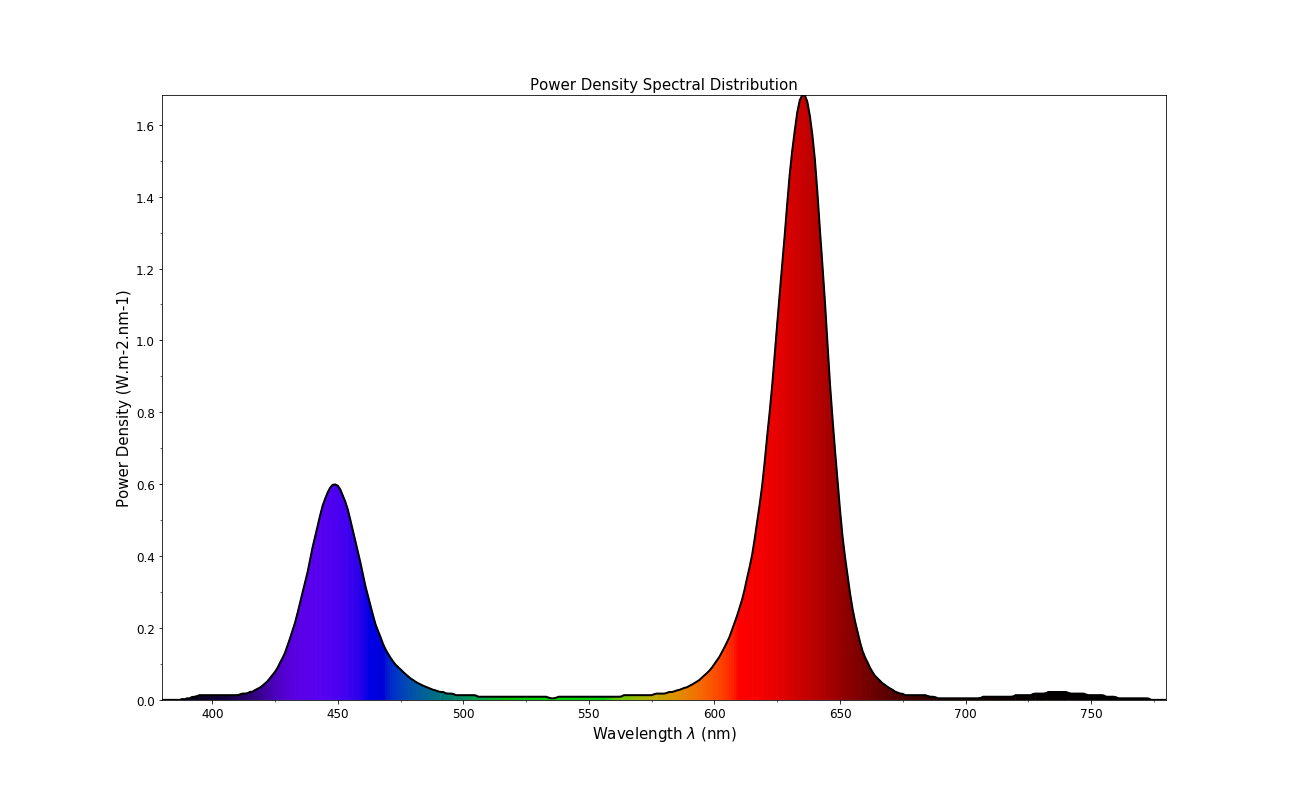 Power Density Spectral Distribution
1.6
1.4
1.2
1.0
0.8
0.6
0.4
0.2
0.0
Power Density (W.m-2.nm-1)
400 450 500 550 600 650 700 750
Wavelength λ (nm)